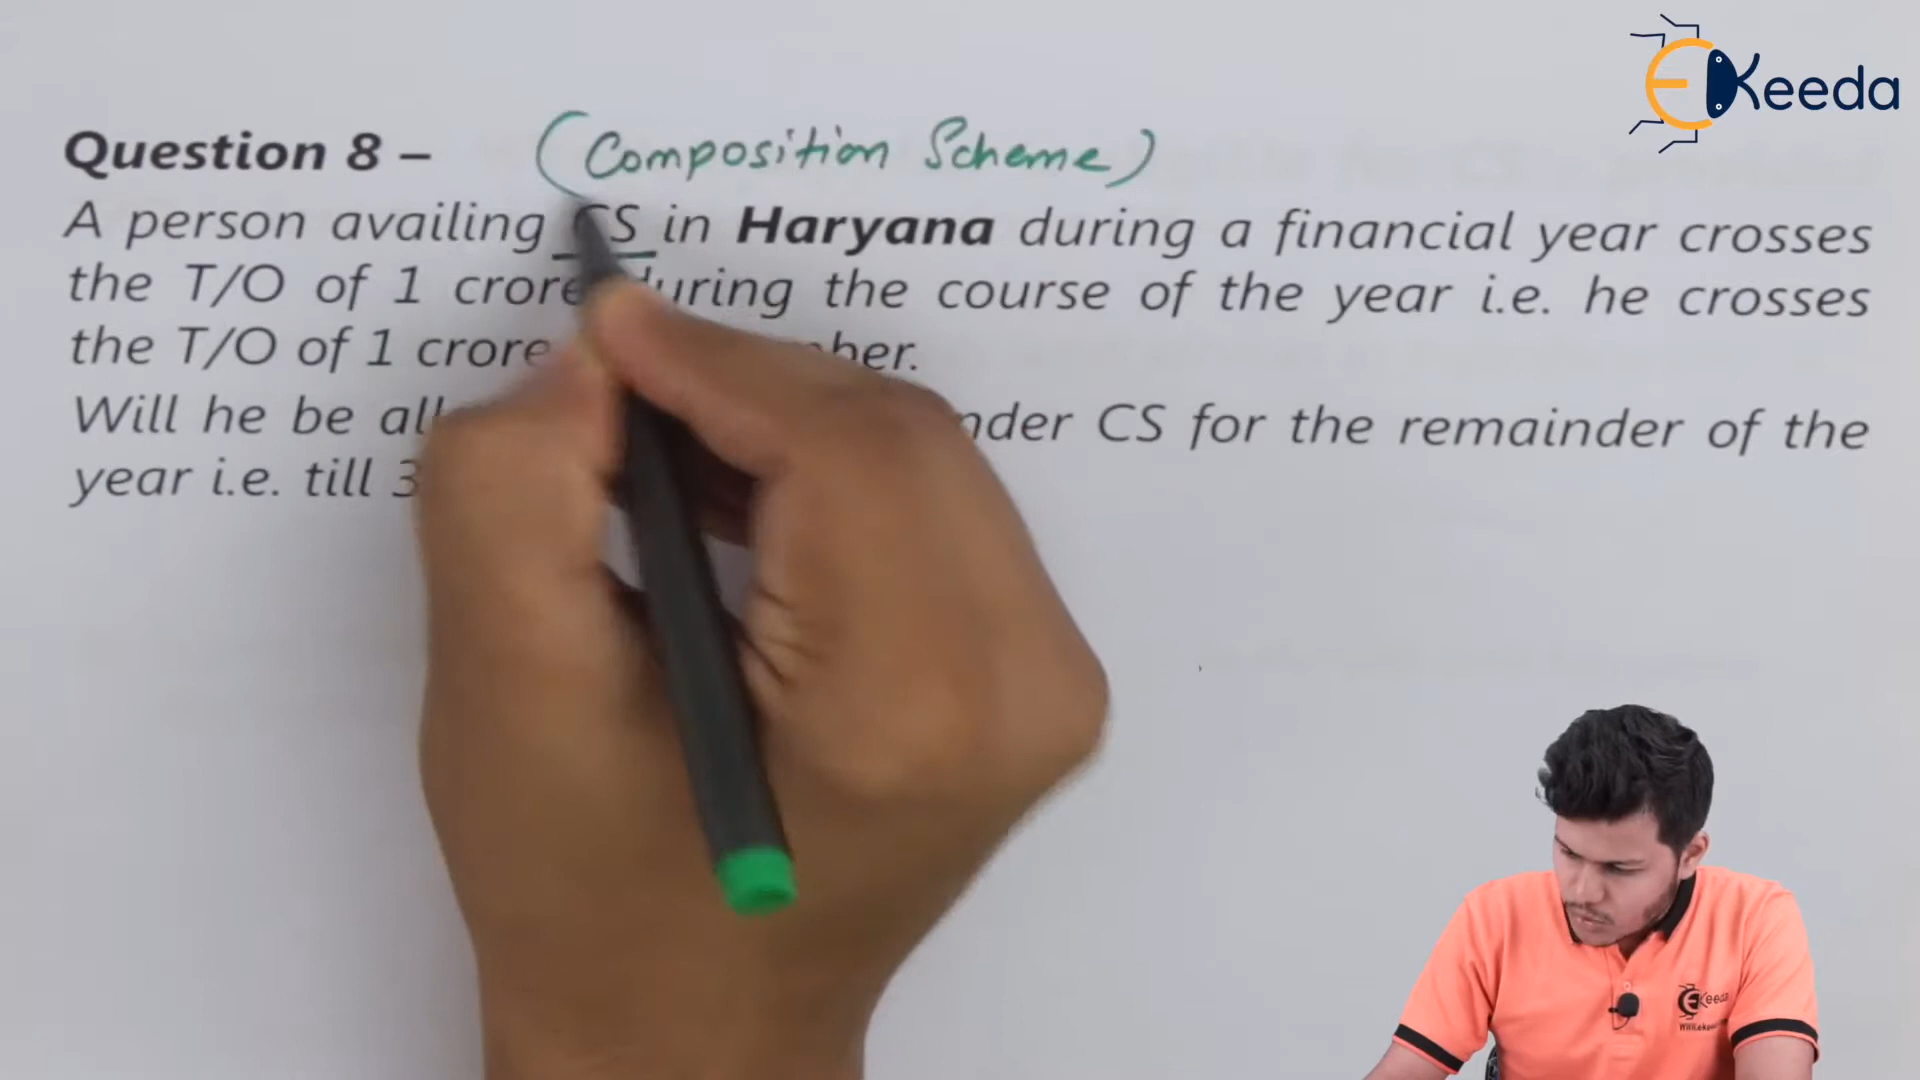 EKeeda
Question 8 – (Composition Scheme)
A person availing CS in Haryana during a financial year crosses
the T/O of 1 crore during the course of the year i.e. he crosses
the T/O of 1 crore
Will he be CS for the remainder of the
year i.e. till
Keeda